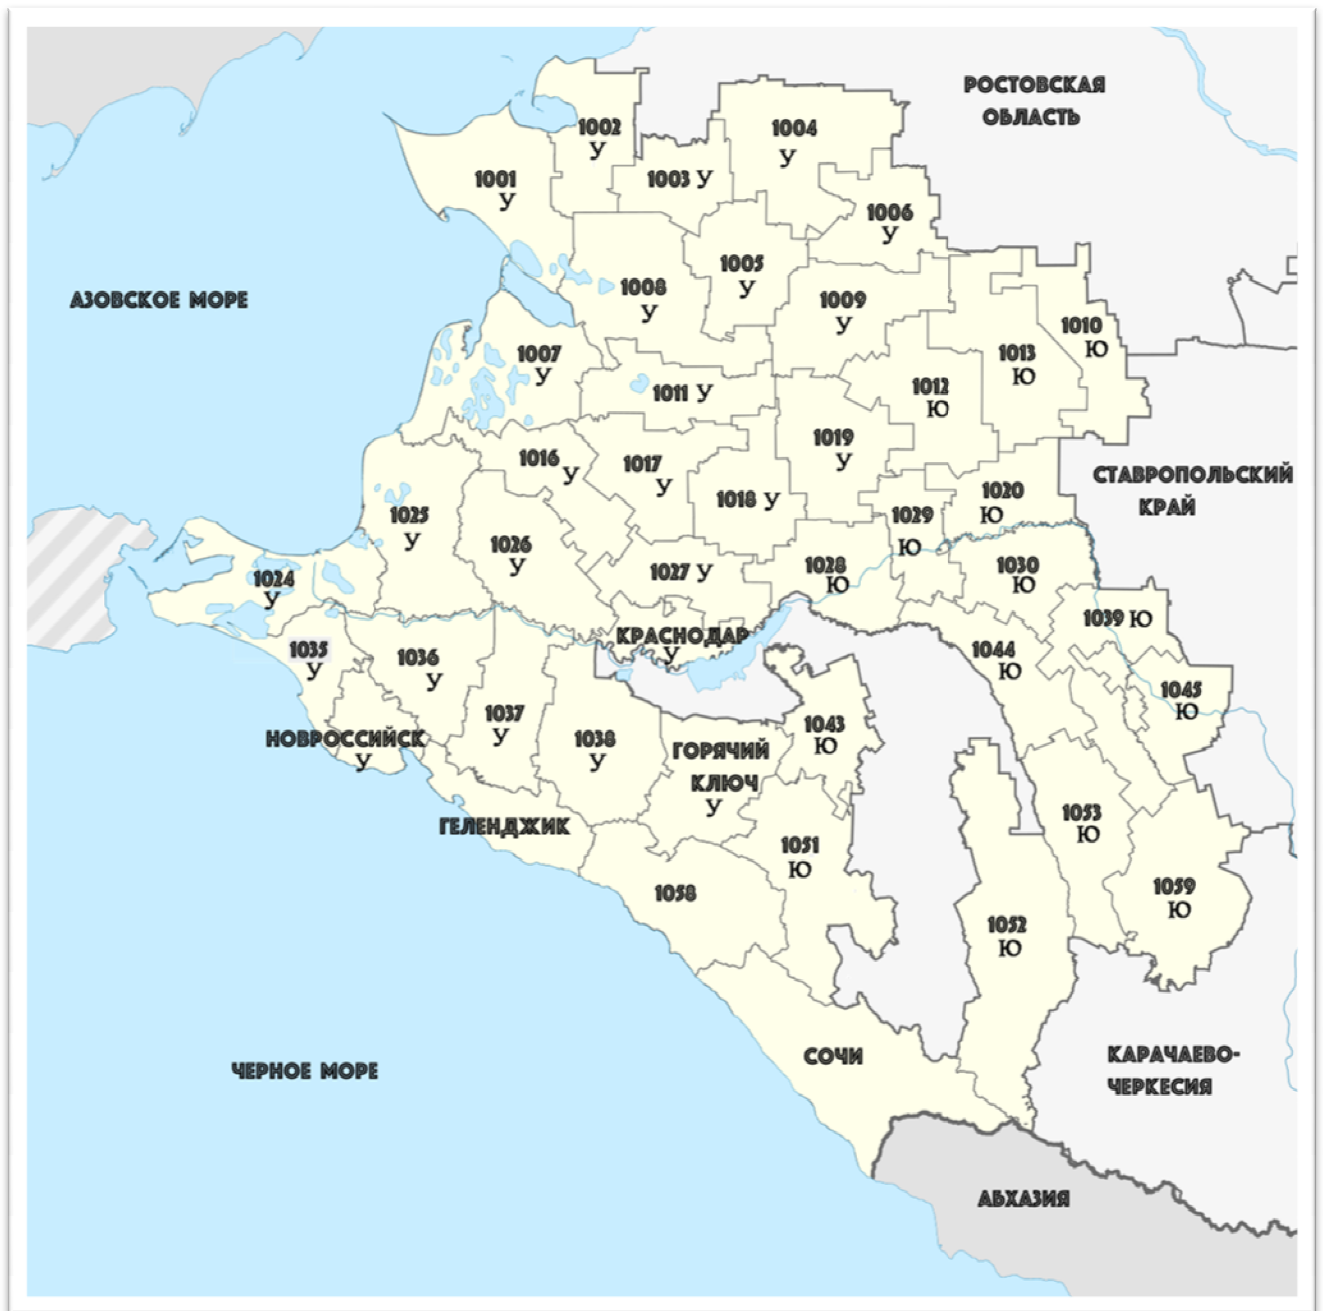 РОСТОВСКАЯ
ОБЛАСТЬ
1002
У
1004
У
1001
У
1003 У
1006
У
1005
У
АЗОВСКОЕ МОРЕ
1008
У
1009
У
1010
Ю
1007
У
1013
Ю
1011 У
1012
Ю
1019
У
1016
У
1017
У
1018 У
СТАВРОПОЛЬСКИЙ
КРАЙ
1020
Ю
1025
У
1029
Ю
1026
У
1024
У
1027 У
1028
Ю
1030
Ю
1039 Ю
КРАСНОДАР
У
1035
У
1036
У
1044
Ю
1045
Ю
1037
У
1038
У
1043
Ю
НОВРОССИЙСК
У
ГОРЯЧИЙ
КЛЮЧ
У
ГЕЛЕНДЖИК
1053
Ю
1051
Ю
1058
1059
Ю
1052
Ю
ЧЕРНОЕ МОРЕ
СОЧИ
КАРАЧАЕВО-
ЧЕРКЕСИЯ
АБХАЗИЯ